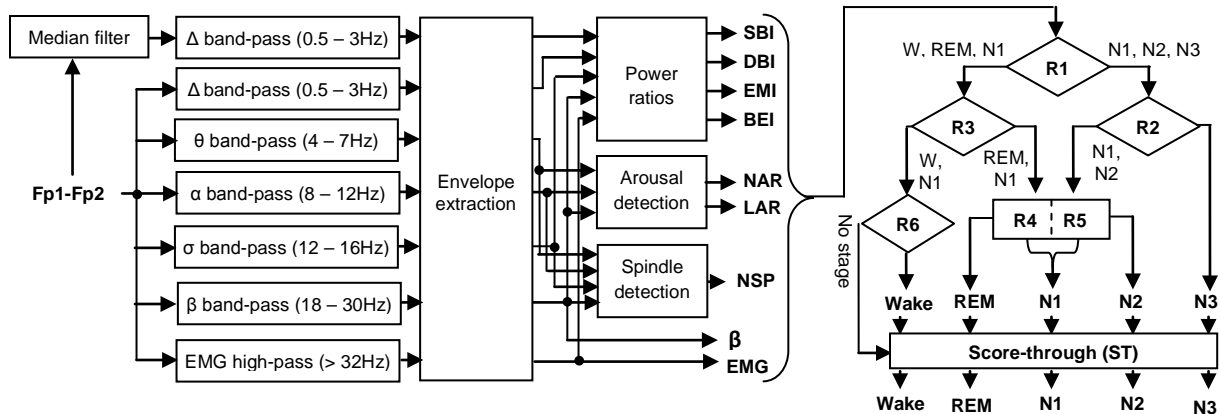 Median filter
Δ band-pass (0.5 – 3Hz)
Δ band-pass (0.5 – 3Hz)
θ band-pass (4 – 7Hz)
Fp1-Fp2
α band-pass (8 – 12Hz)
σ band-pass (12 – 16Hz)
β band-pass (18 – 30Hz)
EMG high-pass (> 32Hz)
Envelope
extraction
Power
ratios
Arousal
detection
Spindle
detection
SBI
DBI
EMI
BEI
NAR
LAR
NSP
β
EMG
W, REM, N1
R1
N1, N2, N3
R3
R2
W,
N1
REM,
N1
N1,
N2
R6
R4
R5
No stage
Wake
REM
N1
N2
N3
Score-through (ST)
Wake
REM
N1
N2
N3